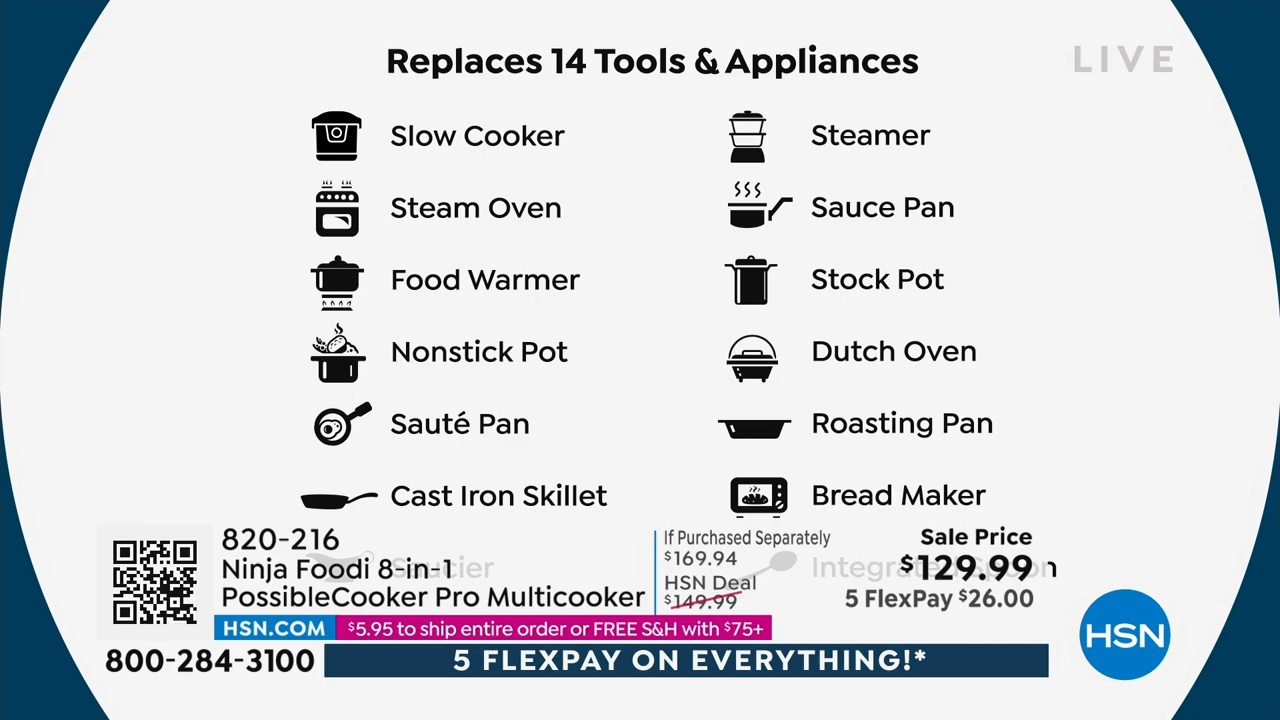 Replaces 14 Tools & Appliances
LIVE
Slow Cooker
Steamer
Steam Oven
Sauce Pan
Food Warmer
Stock Pot
Nonstick Pot
Dutch Oven
Sauté Pan
Roasting Pan
Cast Iron Skillet
Bread Maker
Saucier
Integrated Spoon
820-216
Ninja Foodi 8-in-1
PossibleCooker Pro Multicooker
If Purchased Separately
$169.94
HSN Deal
$149.99
Sale Price
$129.99
5 FlexPay $26.00
HSN.COM
$5.95 to ship entire order or FREE S&H with $75+
800-284-3100
5 FLEXPAY ON EVERYTHING!*
HSN